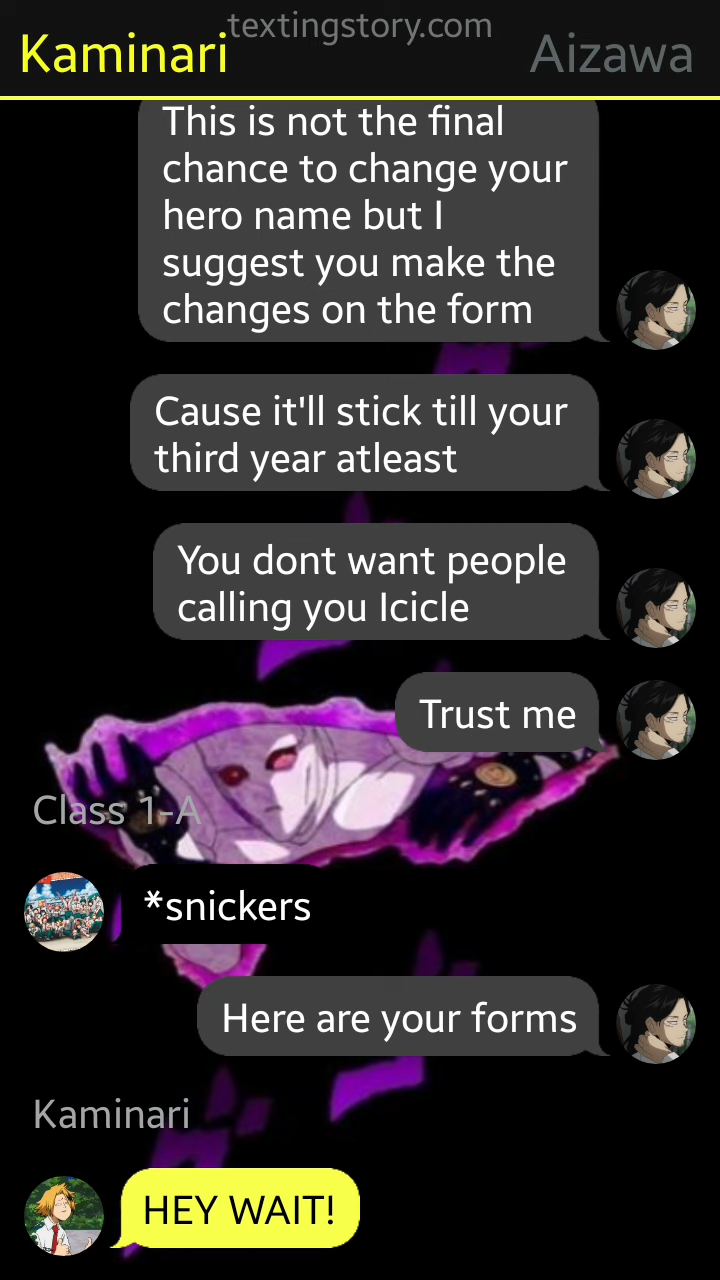 textingstory.com
Kaminari
Aizawa
This is not the final
chance to change your
hero name but I
suggest you make the
changes on the form
Cause it'll stick till your
third year atleast
You dont want people
calling you Icicle
Trust me
Class 1-A
*snickers
Here are your forms
Kaminari
HEY WAIT!